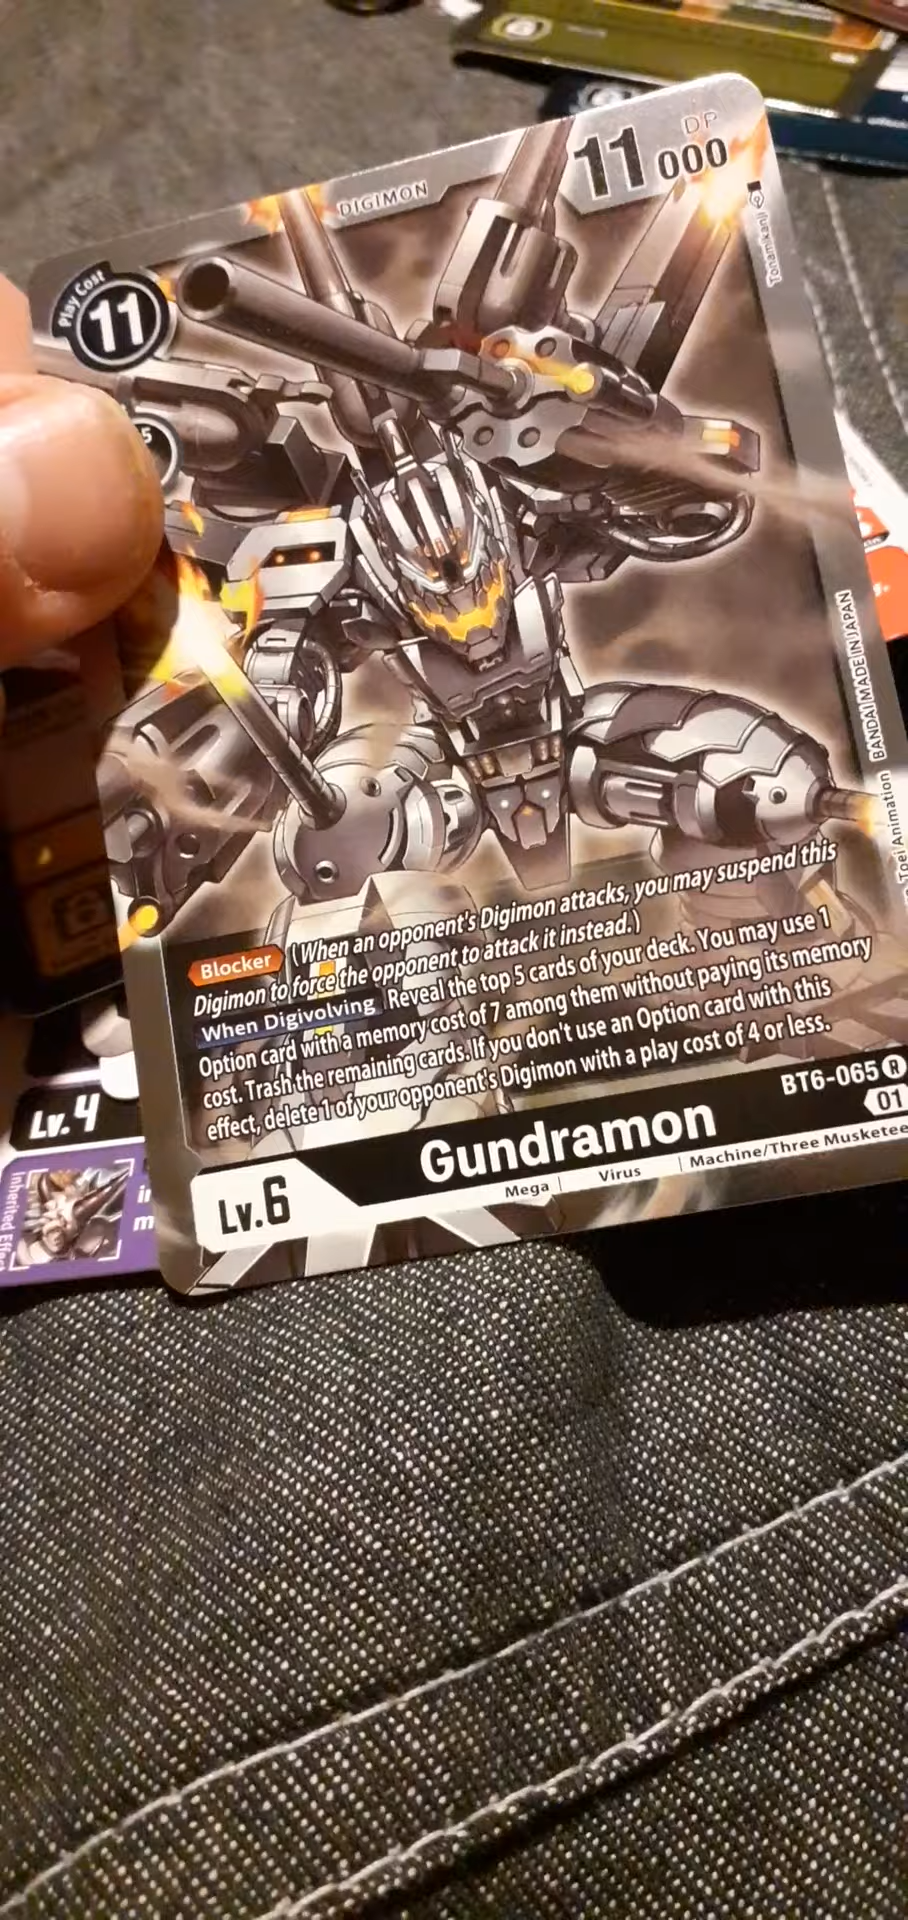 DIGIMON
DP
11000
Play Cost
11
5
Tonamikanji
BANDAI MADE IN JAPAN
Toei Animation
Blocker (When an opponent's Digimon attacks, you may suspend this
Digimon to force the opponent to attack it instead.)
When Digivolving Reveal the top 5 cards of your deck. You may use 1
Option card with a memory cost of 7 among them without paying its memory
cost. Trash the remaining cards. If you don't use an Option card with this
effect, delete 1 of your opponent's Digimon with a play cost of 4 or less.
BT6-065 R
01
Gundramon
Lv.6
Mega | Virus | Machine/Three Musketee
Lv.4
Inherited Effect